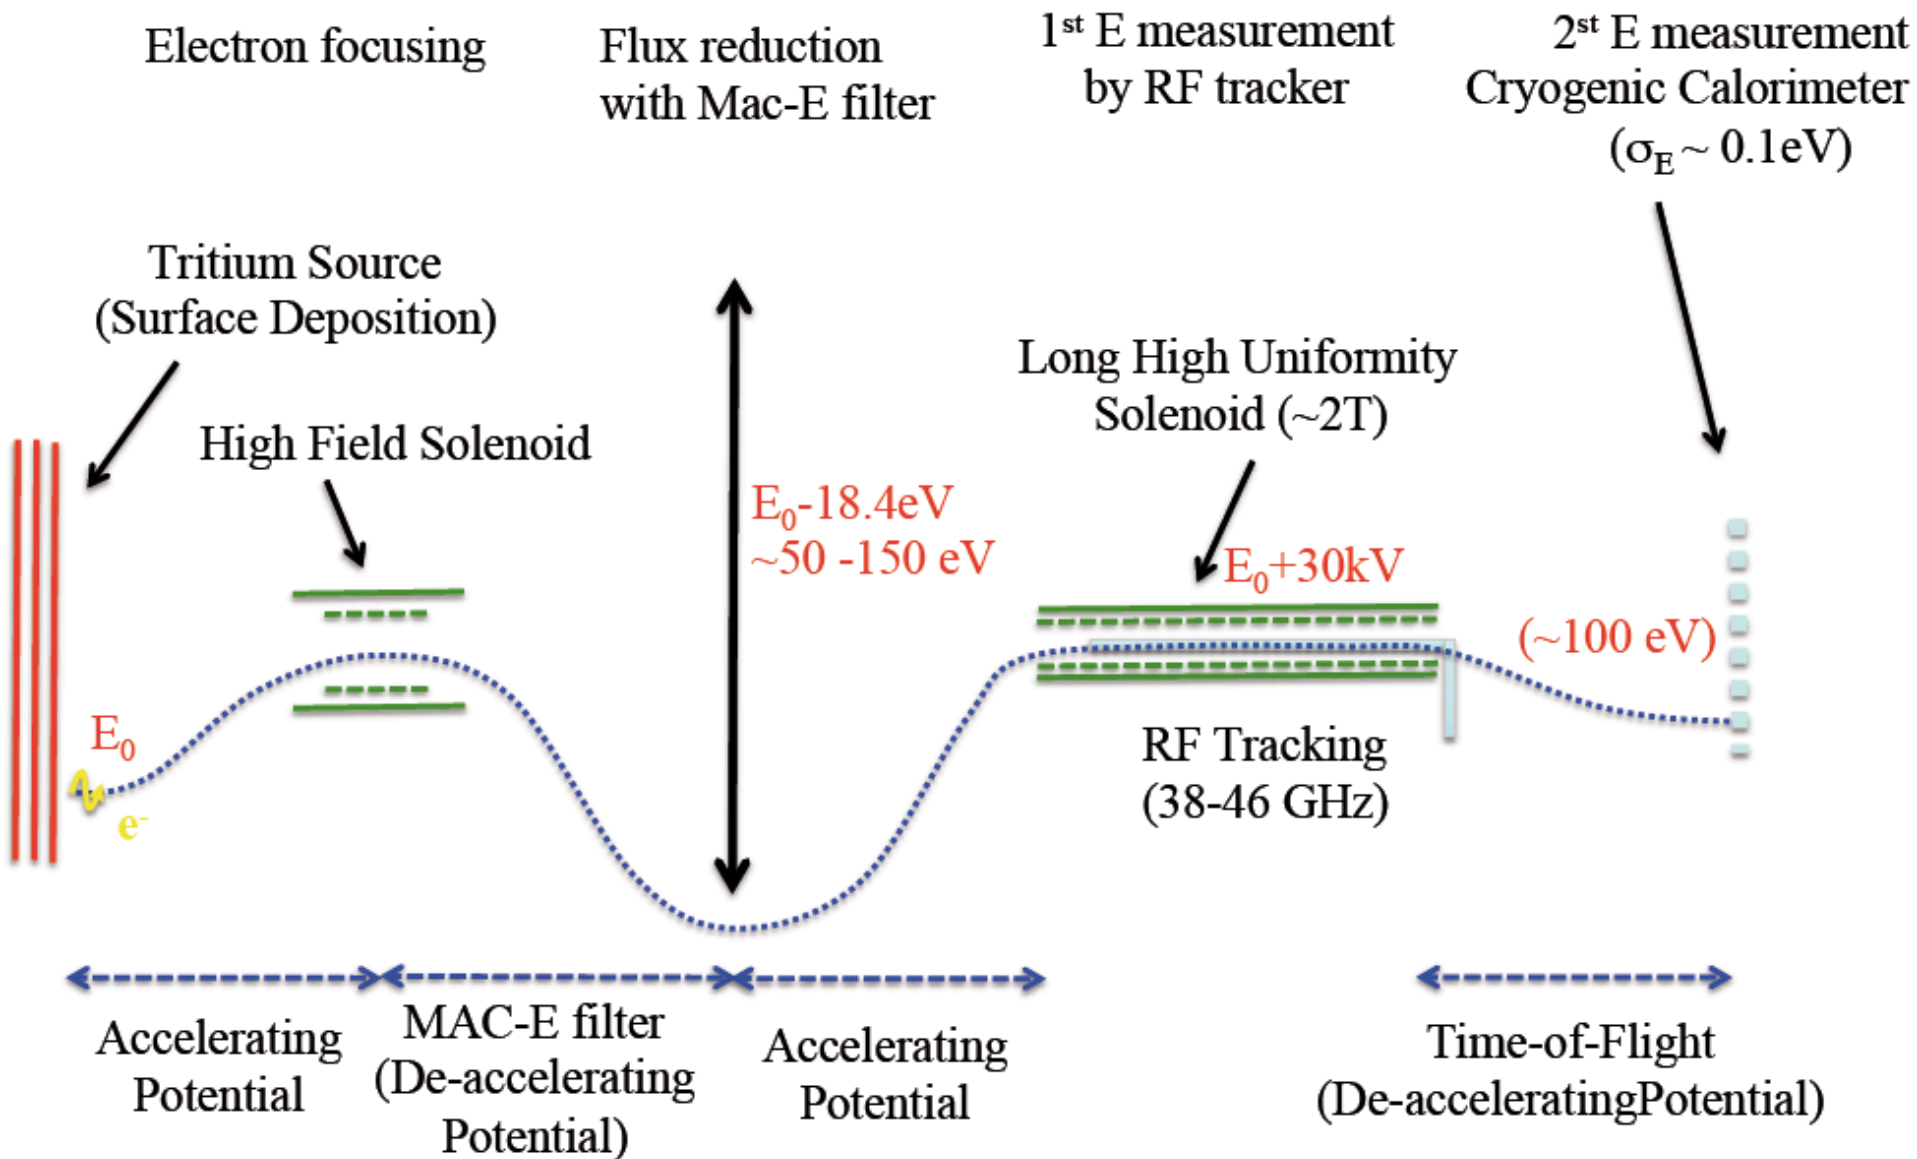 Electron focusing
Flux reduction
with Mac-E filter
1st E measurement
by RF tracker
2st E measurement
Cryogenic Calorimeter
(σE ~ 0.1eV)
Tritium Source
(Surface Deposition)
High Field Solenoid
Long High Uniformity
Solenoid (~2T)
E0-18.4eV
~50 -150 eV
E0+30kV
(~100 eV)
E0
e-
RF Tracking
(38-46 GHz)
Accelerating
Potential
MAC-E filter
(De-accelerating
Potential)
Accelerating
Potential
Time-of-Flight
(De-acceleratingPotential)